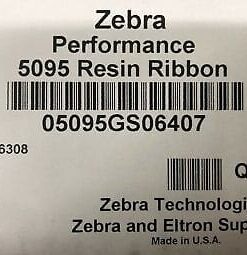 Zebra
Performance
5095 Resin Ribbon
05095GS06407
6308
Q
Zebra Technologi
Zebra and Eltron Sup
Made in U.S.A.